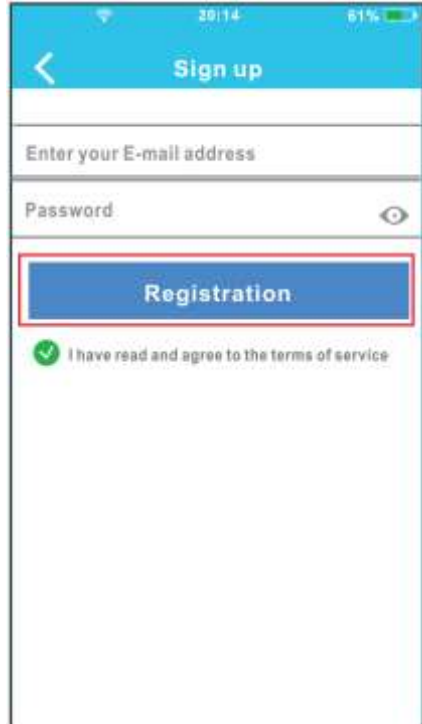 20:14 61%
Sign up
Enter your E-mail address
Password
Registration
I have read and agree to the terms of service